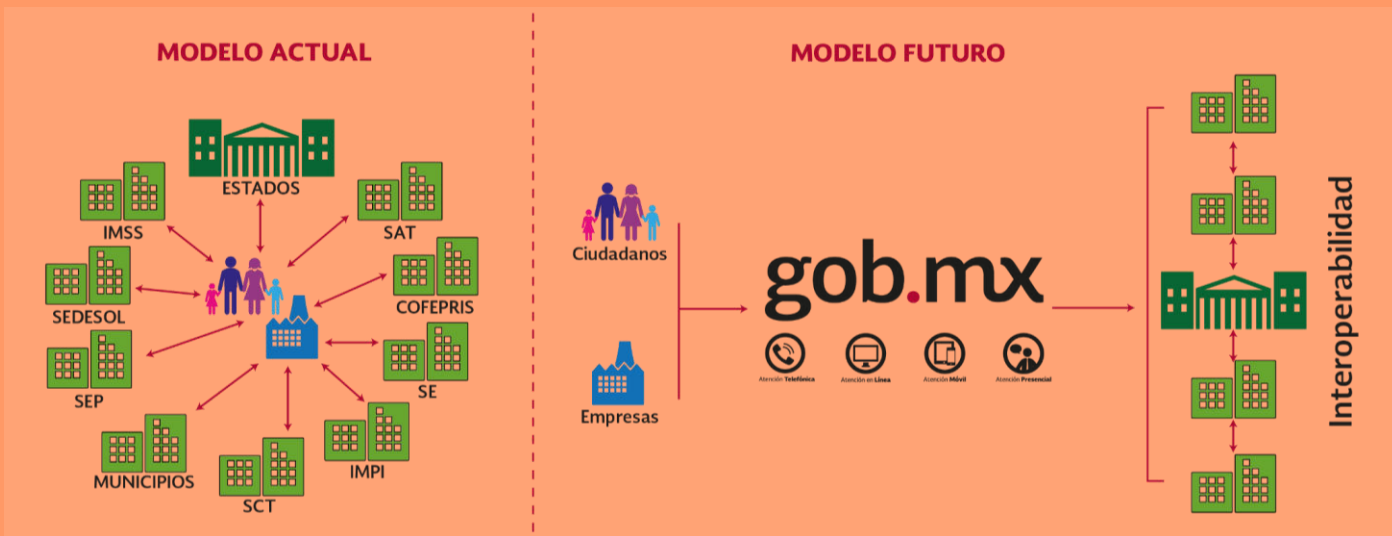 MODELO ACTUAL
ESTADOS
IMSS
SAT
SEDESOL
COFEPRIS
SEP
SE
MUNICIPIOS
IMPI
SCT
MODELO FUTURO
Ciudadanos
Empresas
gob.mx
Atención Telefónica
Atención en Línea
Atención Móvil
Atención Presencial
Interoperabilidad